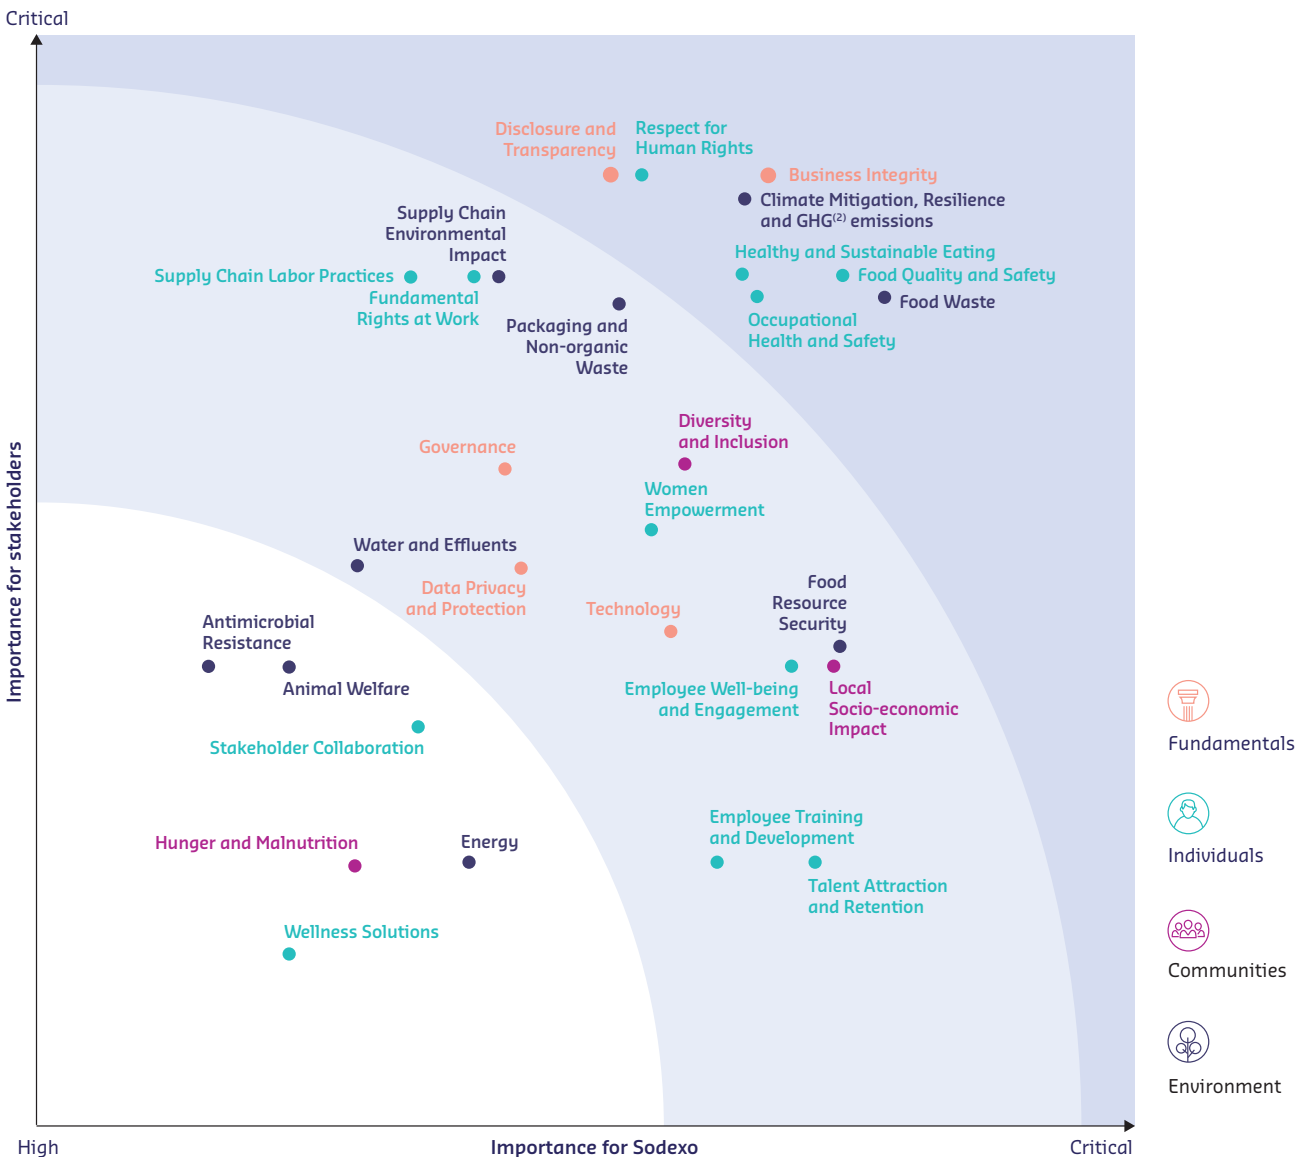 Critical
Disclosure and
Transparency
Respect for
Human Rights
Business Integrity
Climate Mitigation, Resilience
and GHG(2) emissions
Supply Chain
Environmental
Impact
Healthy and Sustainable Eating
Supply Chain Labor Practices
Food Quality and Safety
Fundamental
Rights at Work
Food Waste
Packaging and
Non-organic
Waste
Occupational
Health and Safety
Diversity
and Inclusion
Governance
Women
Empowerment
Importance for stakeholders
Water and Effluents
Data Privacy
and Protection
Food
Resource
Security
Technology
Antimicrobial
Resistance
Animal Welfare
Employee Well-being
and Engagement
Local
Socio-economic
Impact
Stakeholder Collaboration
Fundamentals
Employee Training
and Development
Hunger and Malnutrition
Energy
Individuals
Talent Attraction
and Retention
Wellness Solutions
Communities
Environment
High
Importance for Sodexo
Critical